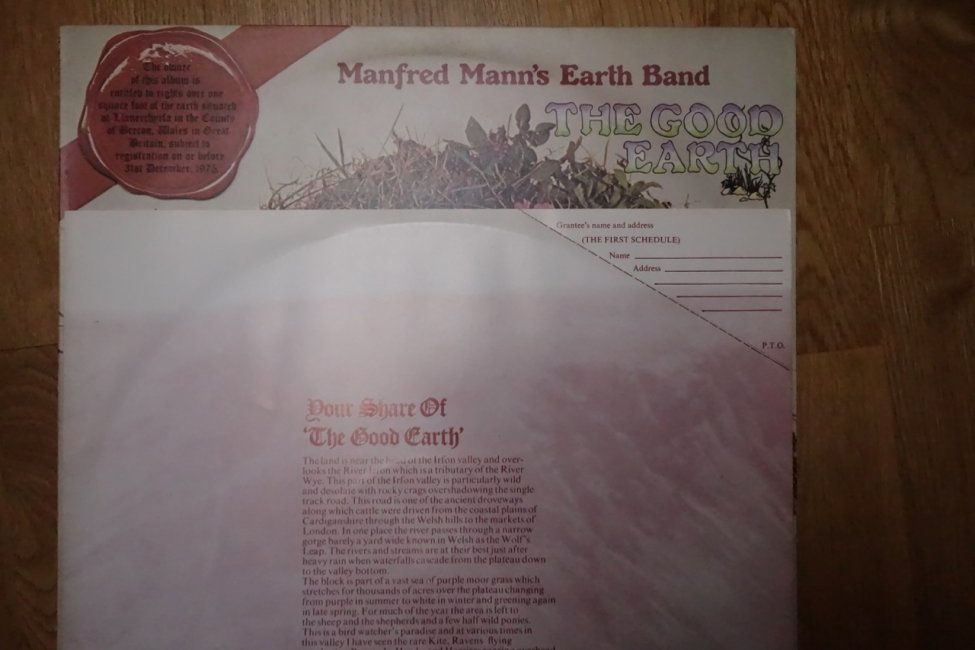 The owner
of this album is
entitled to rights over one
square foot of the earth situated
at Llanerchyrfa in the County
of Brecon, Wales in Great
Britain, subject to
registration on or before
31st December, 1975.
Manfred Mann's Earth Band
THE GOOD
EARTH
Grantee's name and address
(THE FIRST SCHEDULE)
Name
Address
P.T.O.
Your Share Of
'The Good Earth'
The land is near the head of the Irfon valley and over-
looks the River Irfon which is a tributary of the River
Wye. This part of the Irfon valley is particularly wild
and desolate with rocky crags overshadowing the single
track road. This road is one of the ancient droveways
along which cattle were driven from the coastal plains of
Cardiganshire through the Welsh hills to the markets of
London. In one place the river passes through a narrow
gorge barely a yard wide known in Welsh as the Wolf's
Leap. The rivers and streams are at their best just after
heavy rain when waterfalls cascade from the plateau down
to the valley bottom.
The block is part of a vast sea of purple moor grass which
stretches for thousands of acres over the plateau changing
from purple in summer to white in winter and greening again
in late spring. For much of the year the area is left to
the sheep and the shepherds and a few half wild ponies.
This is a bird watcher's paradise and at various times in
this valley I have seen the rare Kite, Ravens flying